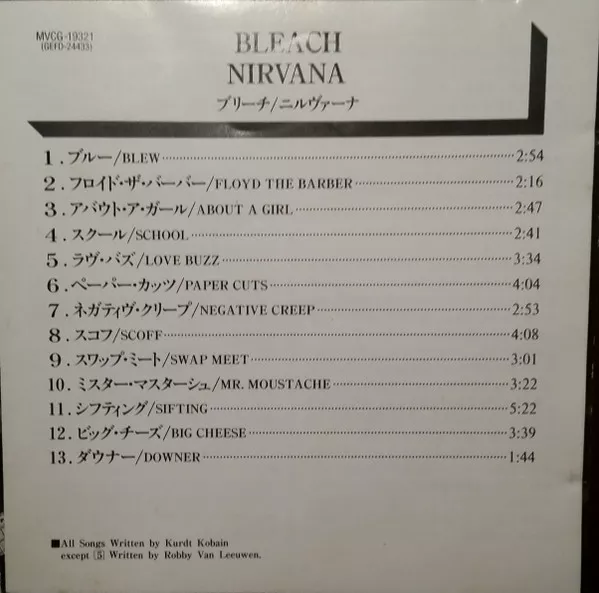 MVCG-19321
(GEFD-24433)
BLEACH
NIRVANA
ブリーチ/ニルヴァーナ
1.ブルー/BLEW 2:54
2.フロイド・ザ・バーバー/FLOYD THE BARBER 2:16
3.アバウト・ア・ガール/ABOUT A GIRL 2:47
4.スクール/SCHOOL 2:41
5.ラヴ・バズ/LOVE BUZZ 3:34
6.ペーパー・カッツ/PAPER CUTS 4:04
7.ネガティヴ・クリープ/NEGATIVE CREEP 2:53
8.スコフ/SCOFF 4:08
9.スワップ・ミート/SWAP MEET 3:01
10.ミスター・マスターシュ/MR. MOUSTACHE 3:22
11.シフティング/SIFTING 5:22
12.ビッグ・チーズ/BIG CHEESE 3:39
13.ダウナー/DOWNER 1:44
■All Songs Written by Kurdt Kobain
except 5 Written by Robby Van Leeuwen.